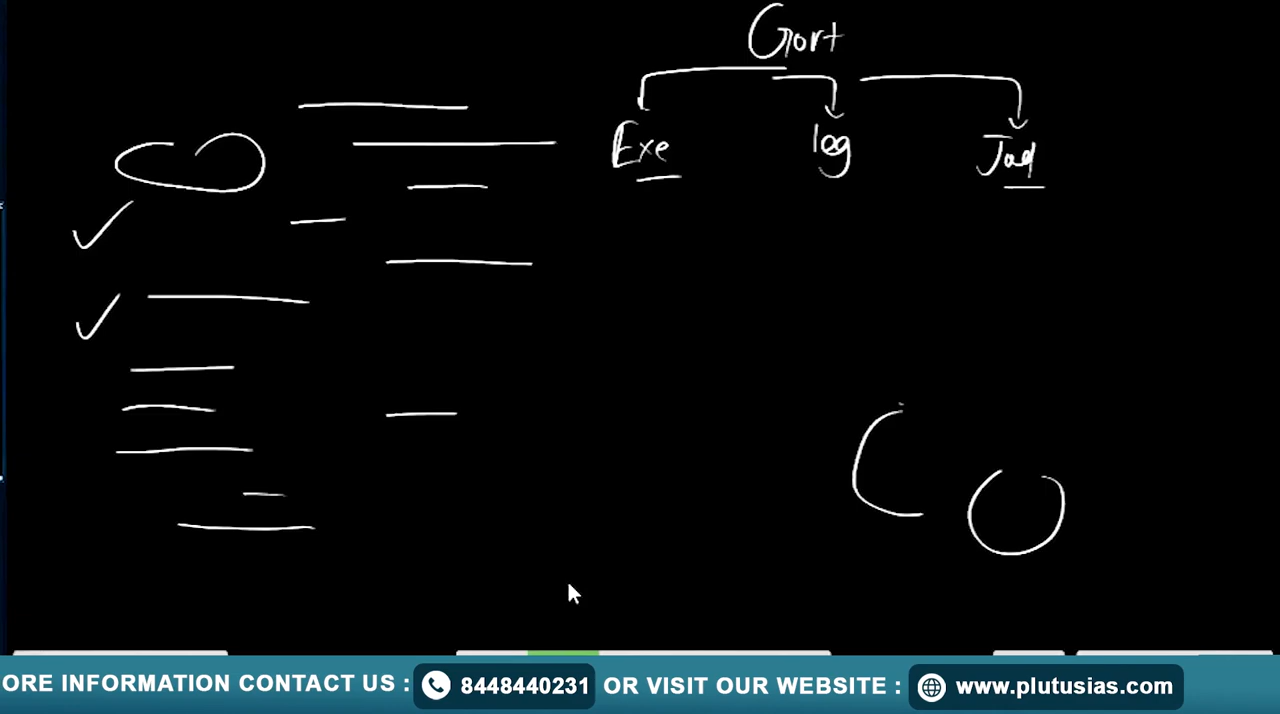 Govt
Exe leg Jud
ORE INFORMATION CONTACT US : 8448440231 OR VISIT OUR WEBSITE : www.plutusias.com